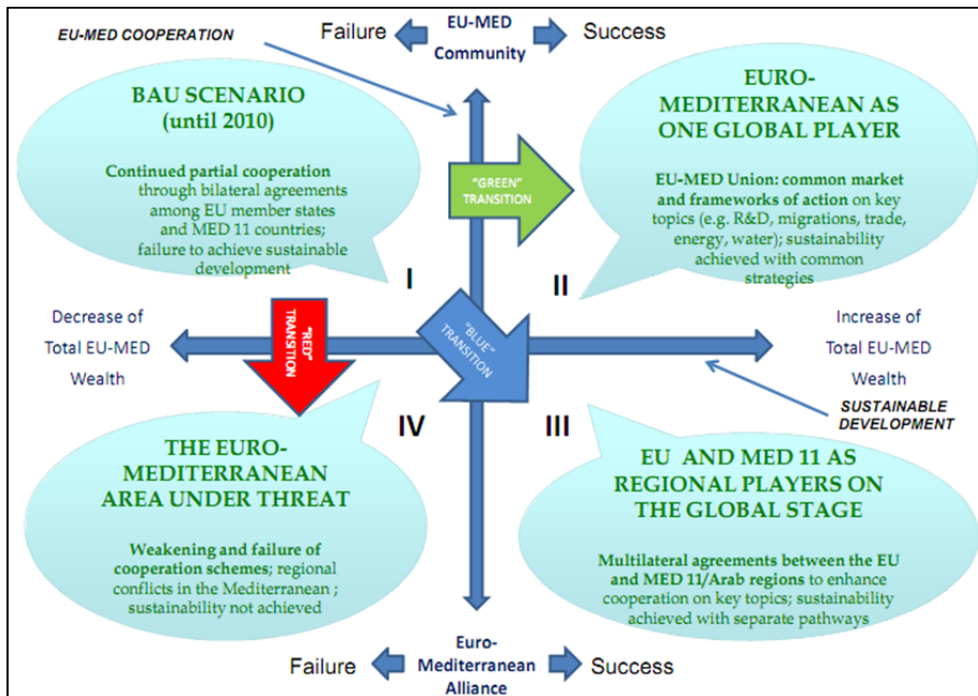 EU-MED COOPERATION
Failure
EU-MED
Community
Success
BAU SCENARIO
(until 2010)
Continued partial cooperation
through bilateral agreements
among EU member states
and MED 11 countries;
failure to achieve sustainable
development
I
"GREEN"
TRANSITION
EURO-
MEDITERRANEAN AS
ONE GLOBAL PLAYER
EU-MED Union: common market
and frameworks of action on key
topics (e.g. R&D, migrations, trade,
energy, water); sustainability
achieved with common
strategies
II
Decrease of
Total EU-MED
Wealth
"RED"
TRANSITION
"BLUE"
TRANSITION
Increase of
Total EU-MED
Wealth
SUSTAINABLE
DEVELOPMENT
IV
THE EURO-
MEDITERRANEAN
AREA UNDER THREAT
Weakening and failure of
cooperation schemes; regional
conflicts in the Mediterranean ;
sustainability not achieved
III
EU AND MED 11 AS
REGIONAL PLAYERS ON
THE GLOBAL STAGE
Multilateral agreements between the EU
and MED 11/Arab regions to enhance
cooperation on key topics; sustainability
achieved with separate pathways
Failure
Euro-
Mediterranean
Alliance
Success